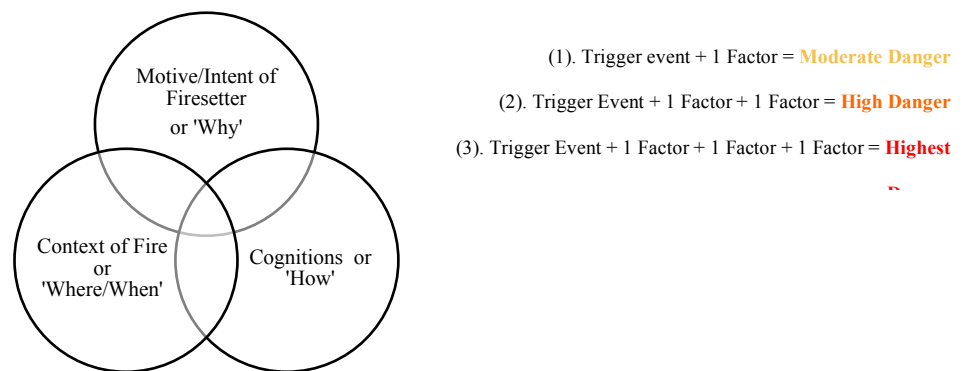 Motive/Intent of
Firesetter
or 'Why'
Context of Fire
or
'Where/When'
Cognitions or
'How'
(1). Trigger event + 1 Factor = Moderate Danger
(2). Trigger Event + 1 Factor + 1 Factor = High Danger
(3). Trigger Event + 1 Factor + 1 Factor + 1 Factor = Highest